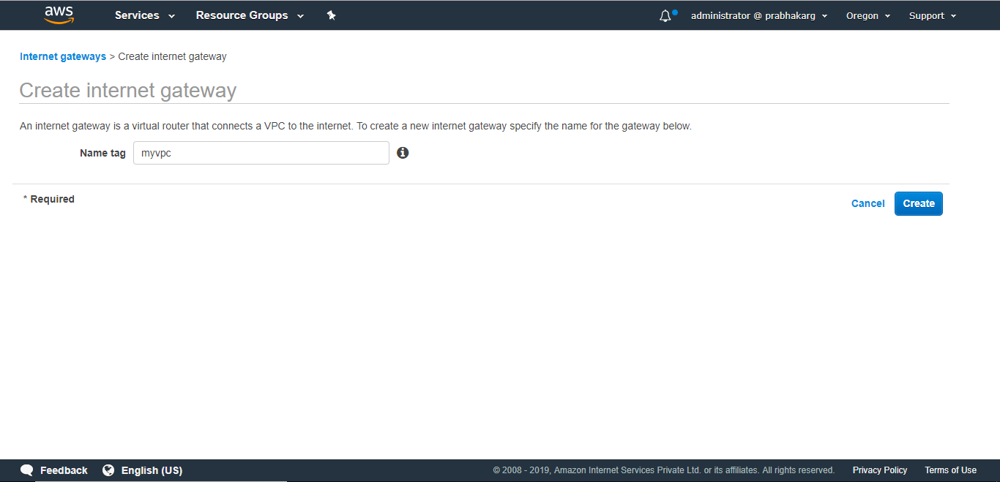 aws Services Resource Groups administrator @ prabhakarg Oregon Support
Internet gateways > Create internet gateway
Create internet gateway
An internet gateway is a virtual router that connects a VPC to the internet. To create a new internet gateway specify the name for the gateway below.
Name tag myvpc
* Required
Cancel Create
Feedback English (US) © 2008 - 2019, Amazon Internet Services Private Ltd. or its affiliates. All rights reserved. Privacy Policy Terms of Use